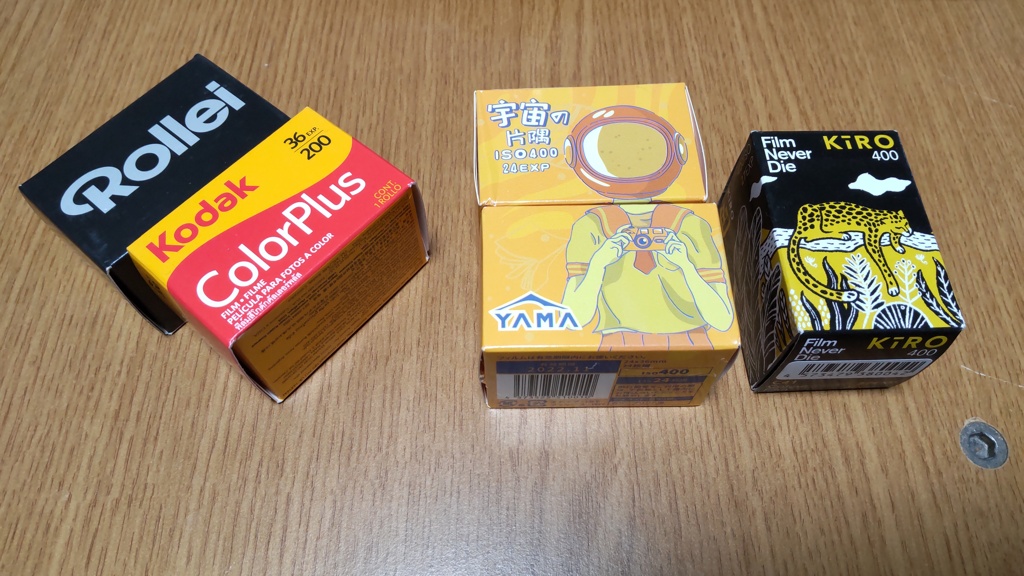 Rollei
36 EXP.
200
Kodak
ColorPlus
CONT. 1 ROLLO
FILM • FILME
PELÍCULA PARA FOTOS A COLOR
宇宙の
片隅
ISO400
24EXP
YAMA
ISO400
Film
Never
Die
KiRO
400
Film
Never
Die
KiRO
400